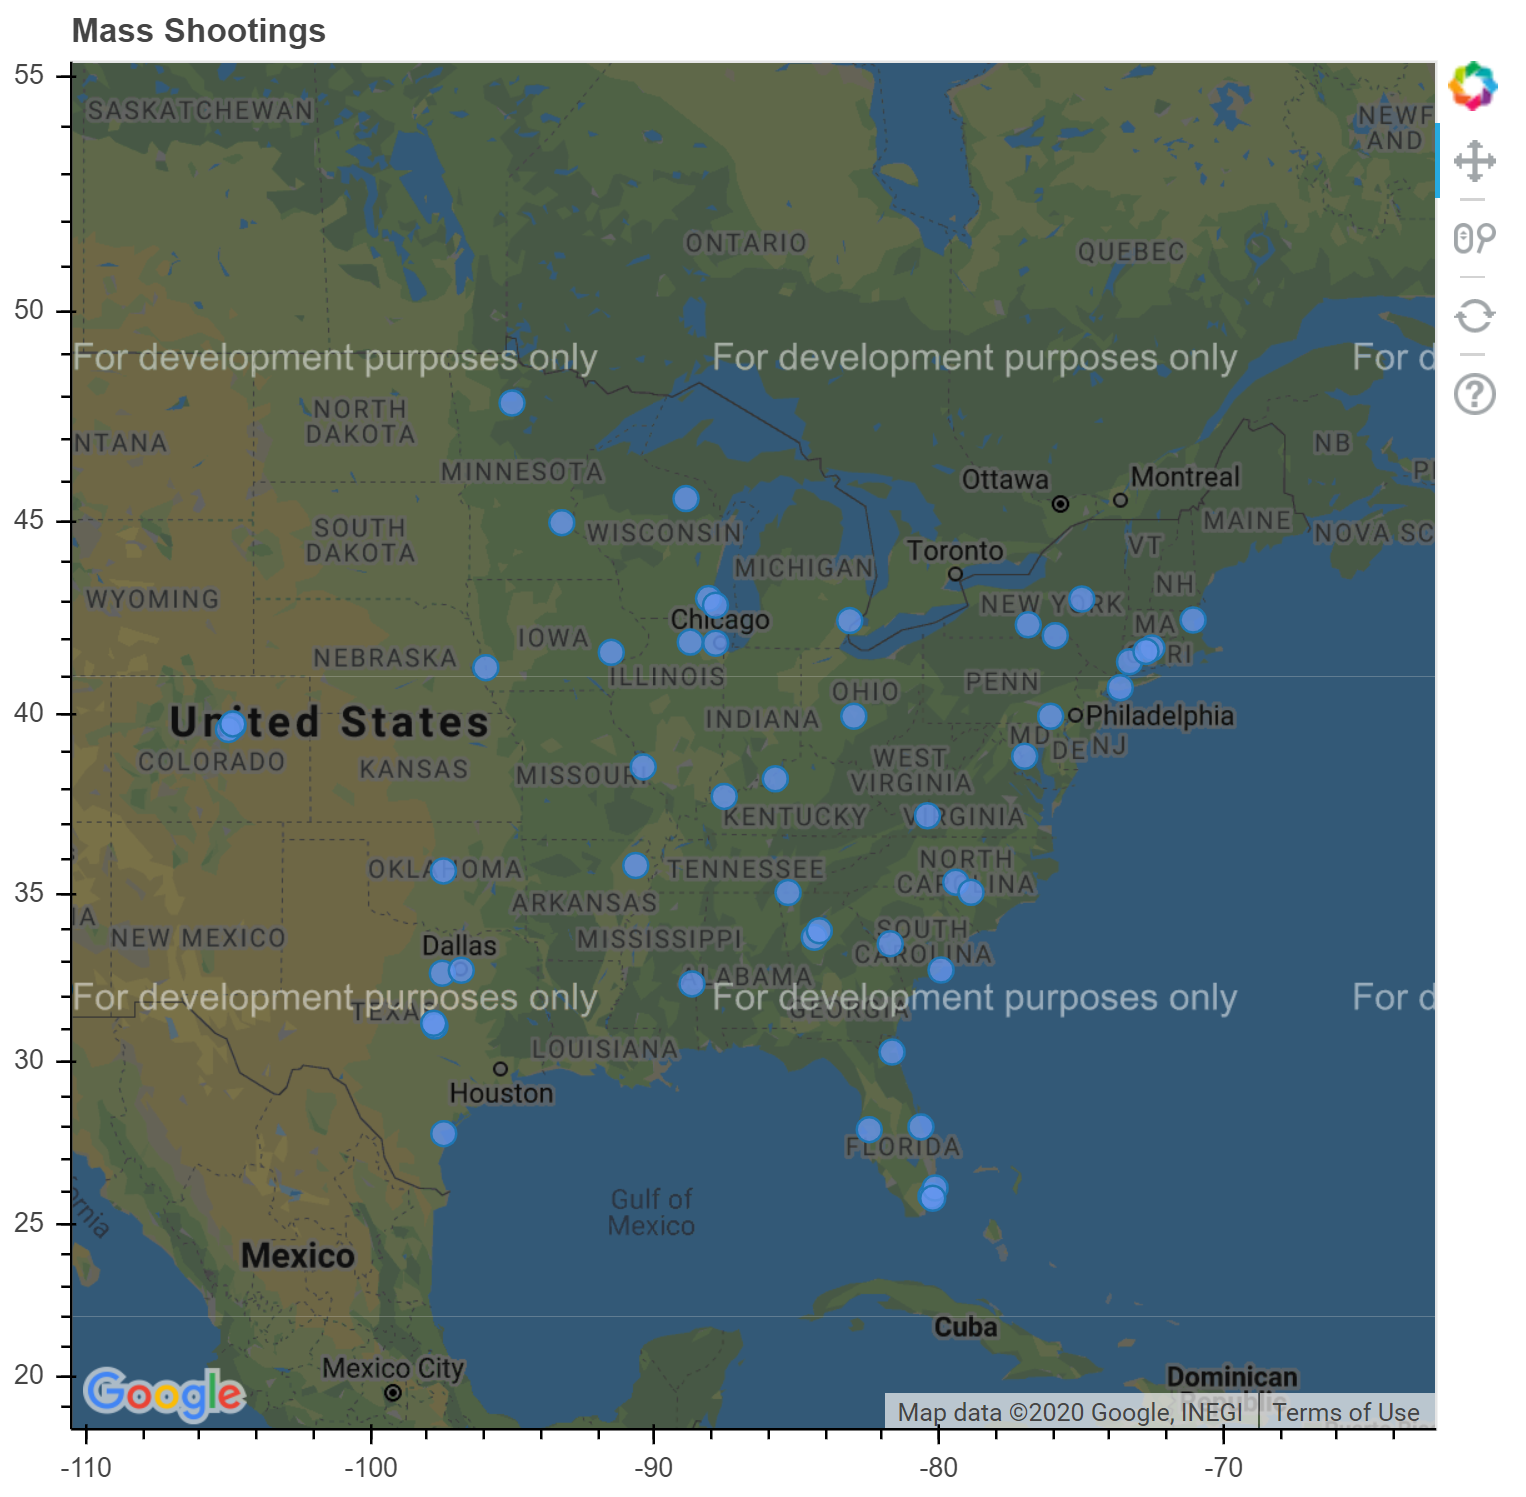 Mass Shootings
55
SASKATCHEWAN
NEWF
AND
ONTARIO
QUEBEC
50
For development purposes only
For development purposes only
For d
NORTH
DAKOTA
NTANA
NB
MINNESOTA
Ottawa
Montreal
45
SOUTH
DAKOTA
WISCONSIN
MAINE
NOVA SC
VT
Toronto
MICHIGAN
NH
WYOMING
NEW YORK
Chicago
MA
IOWA
RI
NEBRASKA
ILLINOIS
PENN
OHIO
40
United States
INDIANA
Philadelphia
MD
DE
NJ
COLORADO
KANSAS
MISSOURI
WEST
VIRGINIA
KENTUCKY
VIRGINIA
OKLAHOMA
TENNESSEE
NORTH
CAROLINA
35
ARKANSAS
NEW MEXICO
Dallas
MISSISSIPPI
SOUTH
CAROLINA
ALABAMA
For development purposes only
For development purposes only
For d
TEXAS
GEORGIA
30
LOUISIANA
Houston
FLORIDA
25
Gulf of
Mexico
Mexico
Cuba
20
Mexico City
Dominican
Republic
Google
Map data ©2020 Google, INEGI
Terms of Use
-110
-100
-90
-80
-70